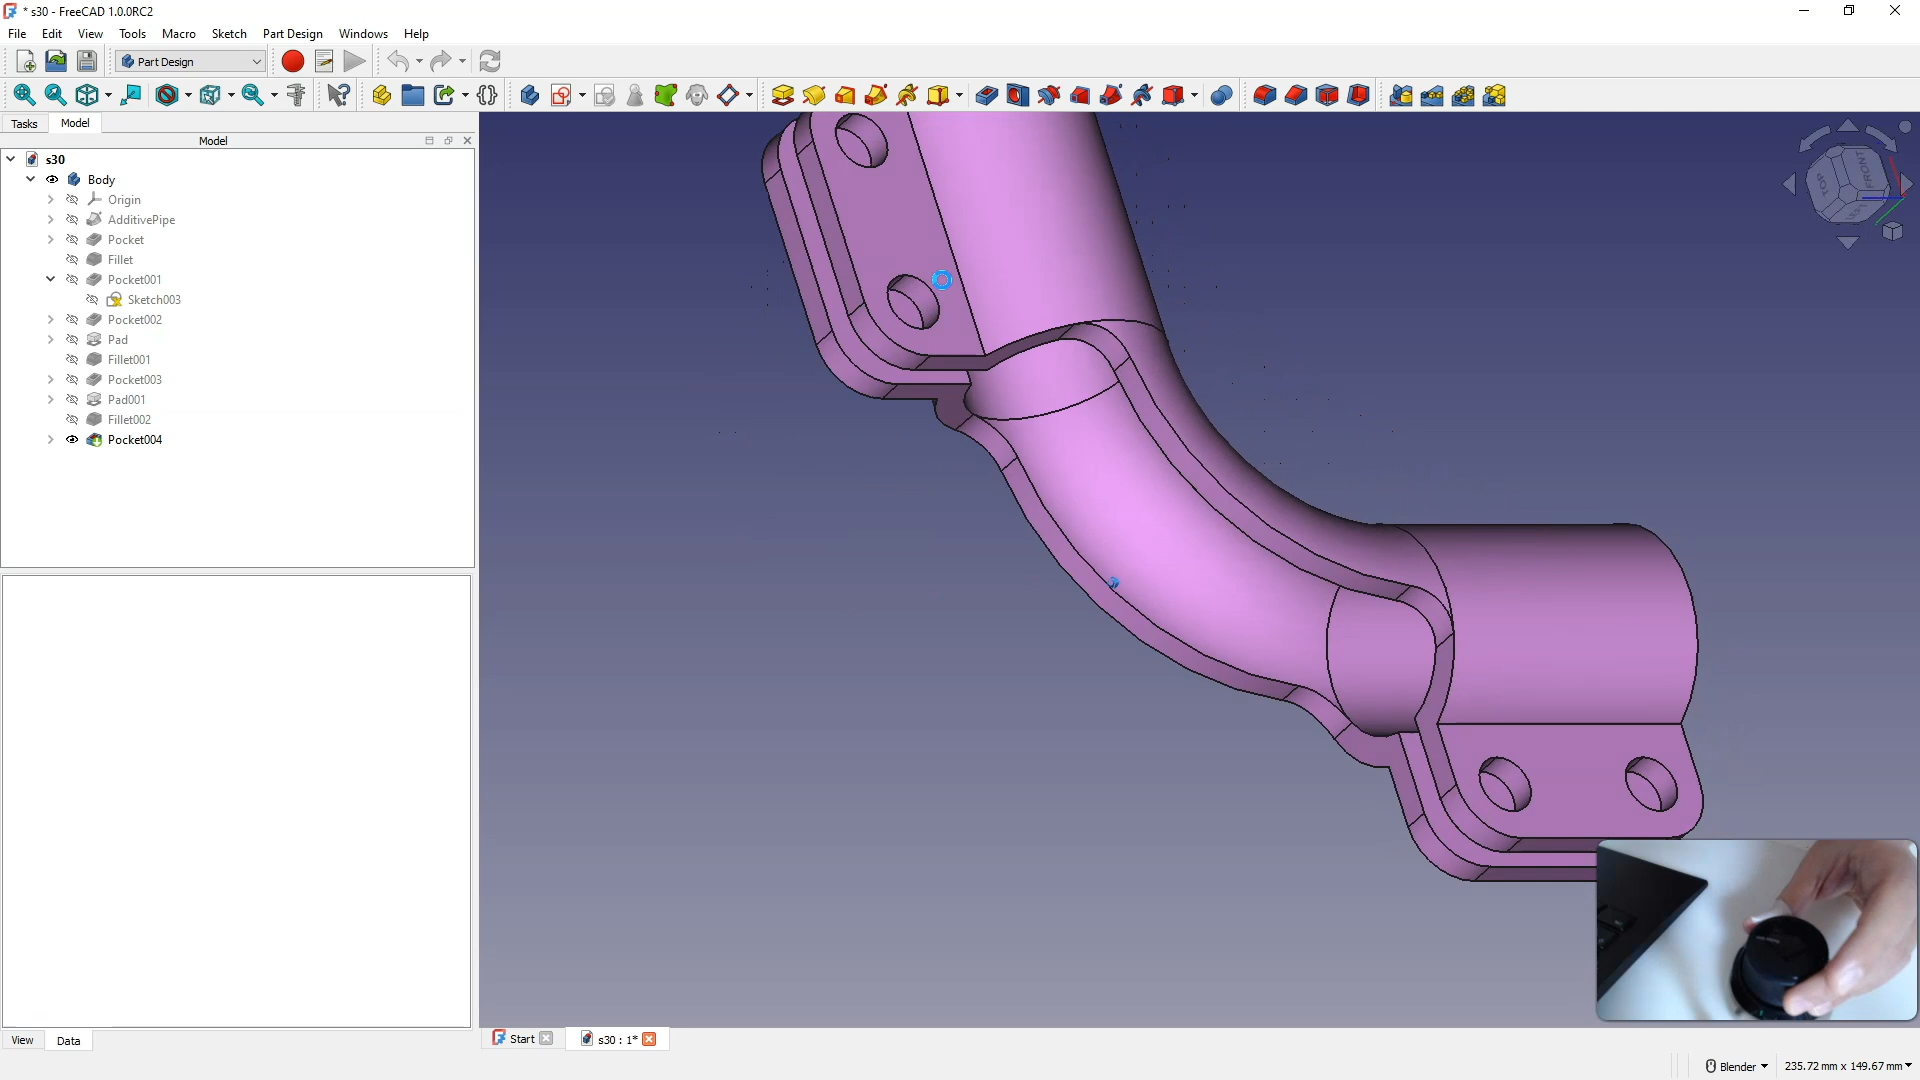 * s30 - FreeCAD 1.0.0RC2
File Edit View Tools Macro Sketch Part Design Windows Help
Part Design
Tasks Model
Model
s30
Body
Origin
AdditivePipe
Pocket
Fillet
Pocket001
Sketch003
Pocket002
Pad
Fillet001
Pocket003
Pad001
Fillet002
Pocket004
TOP
FRONT
View Data
Start
s30 : 1*
Blender
235.72 mm x 149.67 mm